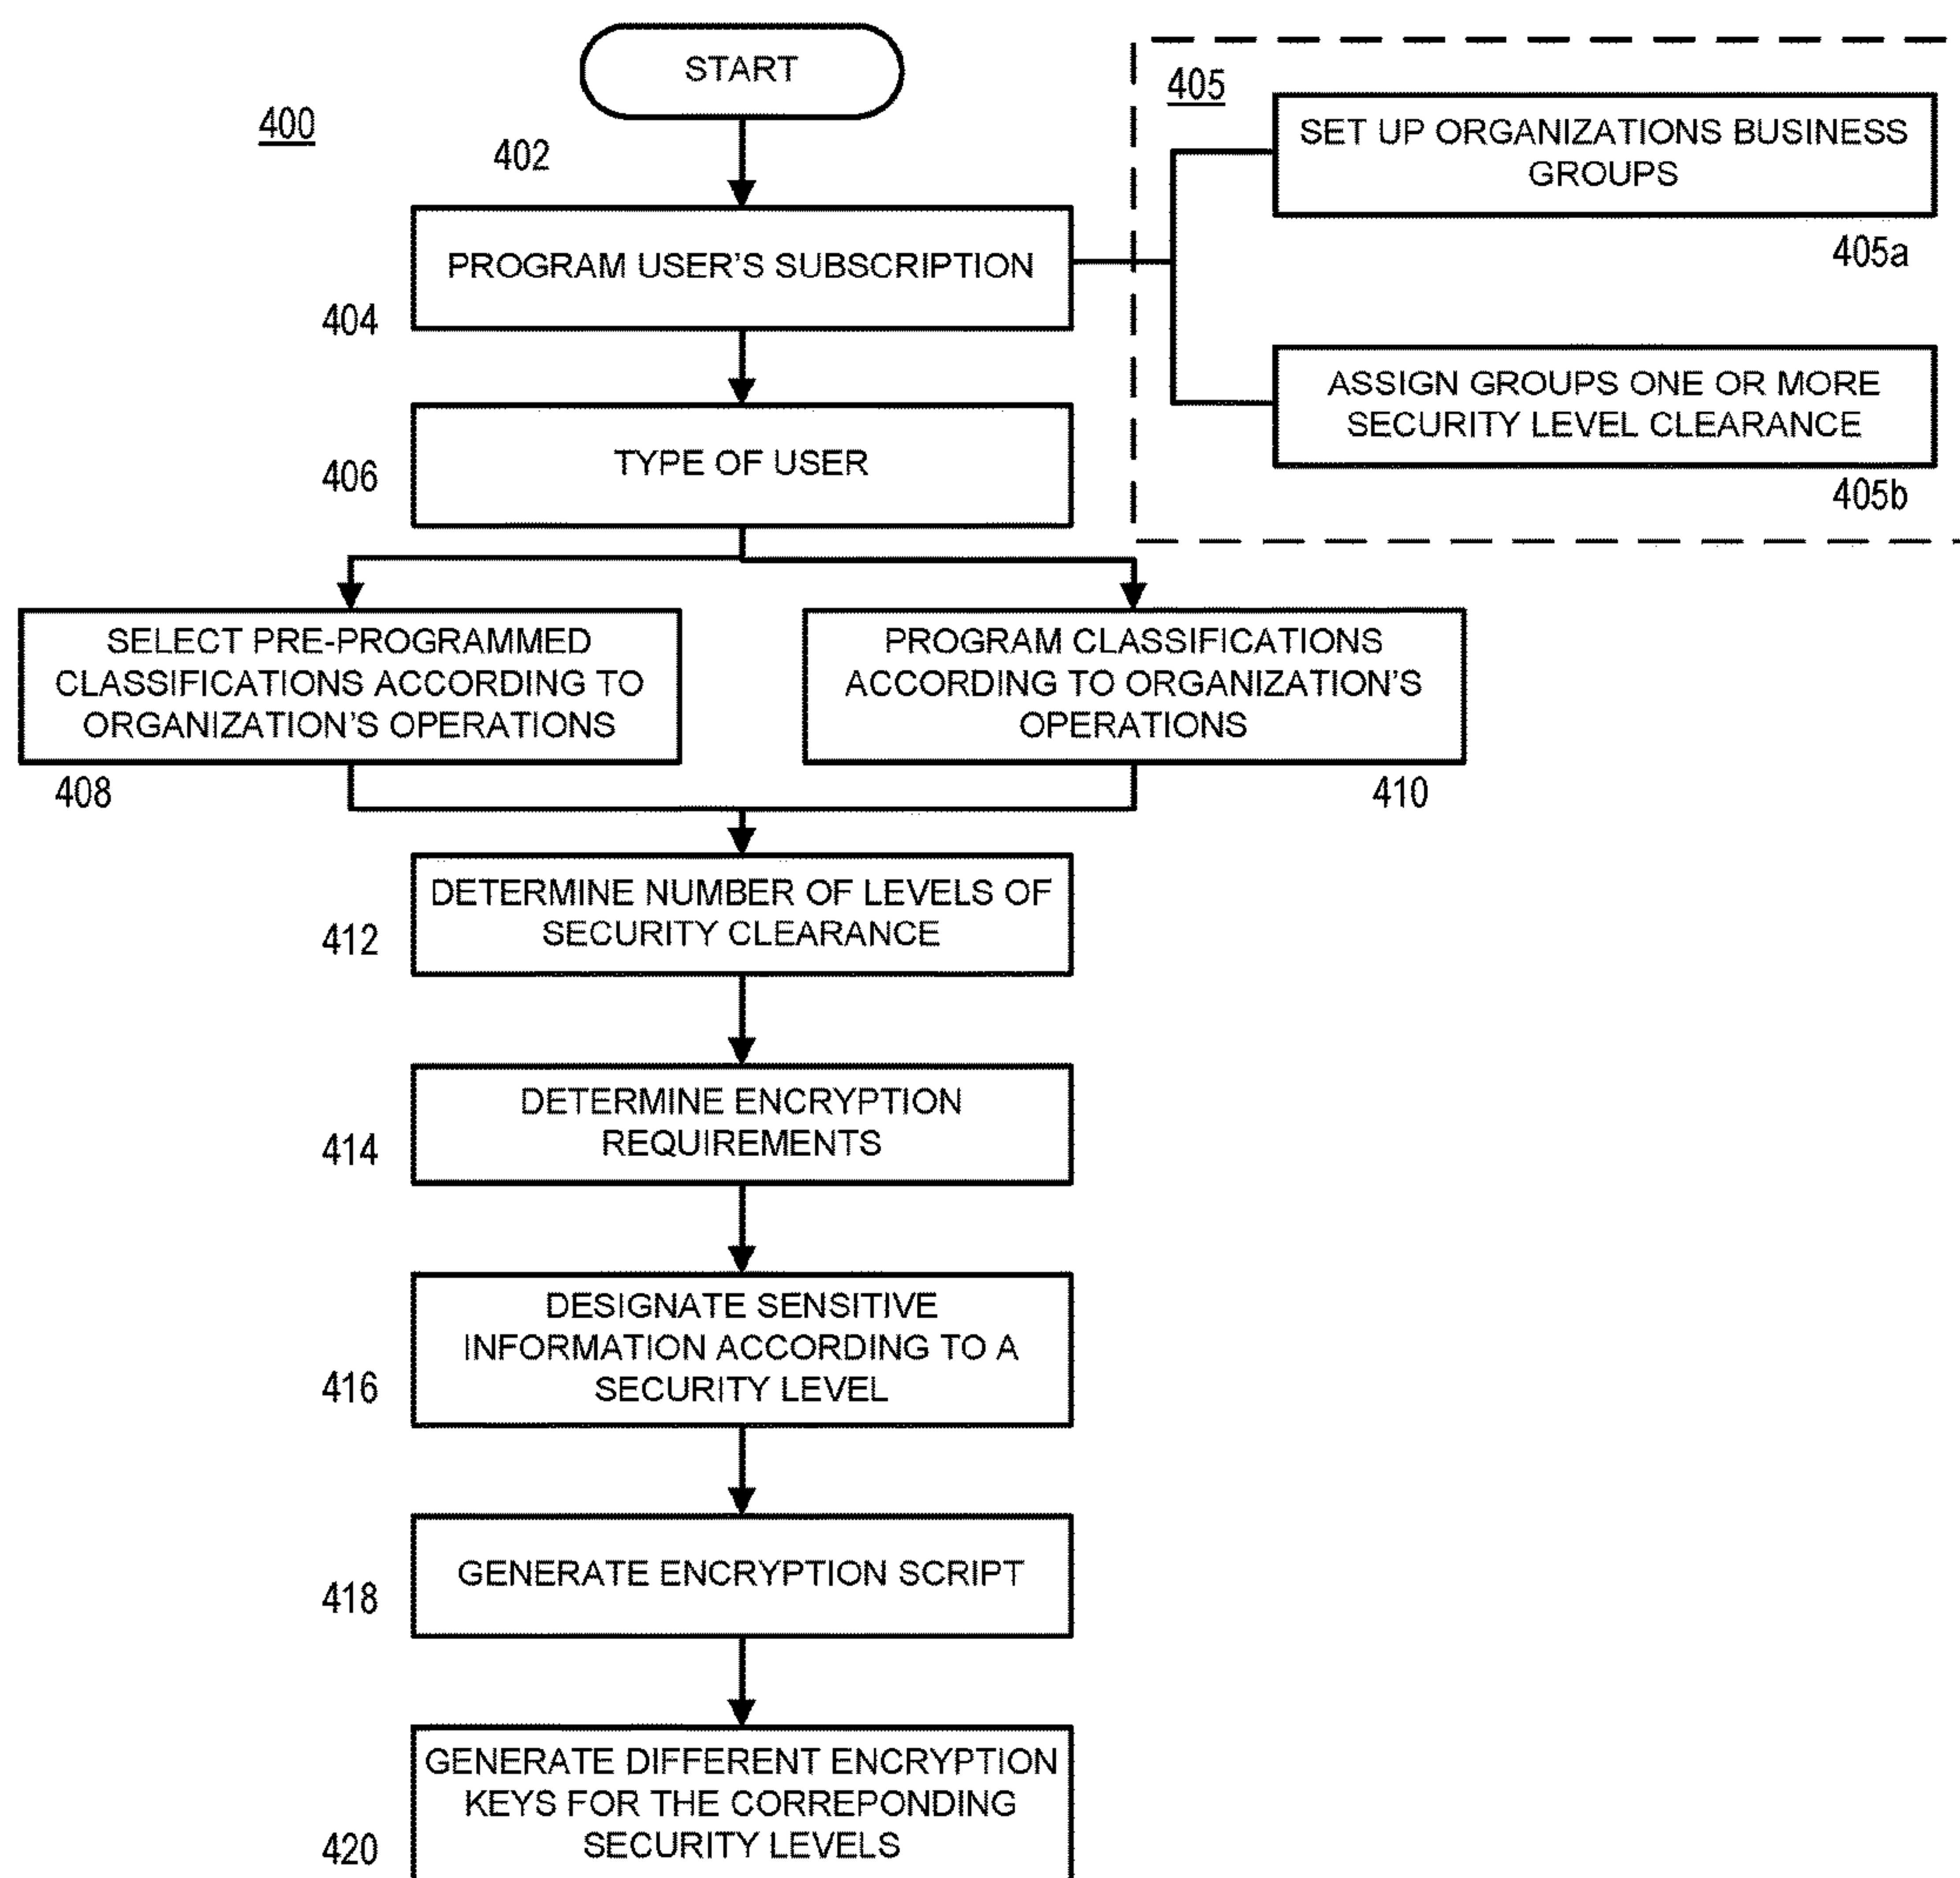 START
400
402
405
SET UP ORGANIZATIONS BUSINESS
GROUPS
405a
PROGRAM USER'S SUBSCRIPTION
404
ASSIGN GROUPS ONE OR MORE
SECURITY LEVEL CLEARANCE
405b
TYPE OF USER
406
SELECT PRE-PROGRAMMED
CLASSIFICATIONS ACCORDING TO
ORGANIZATION'S OPERATIONS
408
PROGRAM CLASSIFICATIONS
ACCORDING TO ORGANIZATION'S
OPERATIONS
410
DETERMINE NUMBER OF LEVELS OF
SECURITY CLEARANCE
412
DETERMINE ENCRYPTION
REQUIREMENTS
414
DESIGNATE SENSITIVE
INFORMATION ACCORDING TO A
SECURITY LEVEL
416
GENERATE ENCRYPTION SCRIPT
418
GENERATE DIFFERENT ENCRYPTION
KEYS FOR THE CORREPONDING
SECURITY LEVELS
420